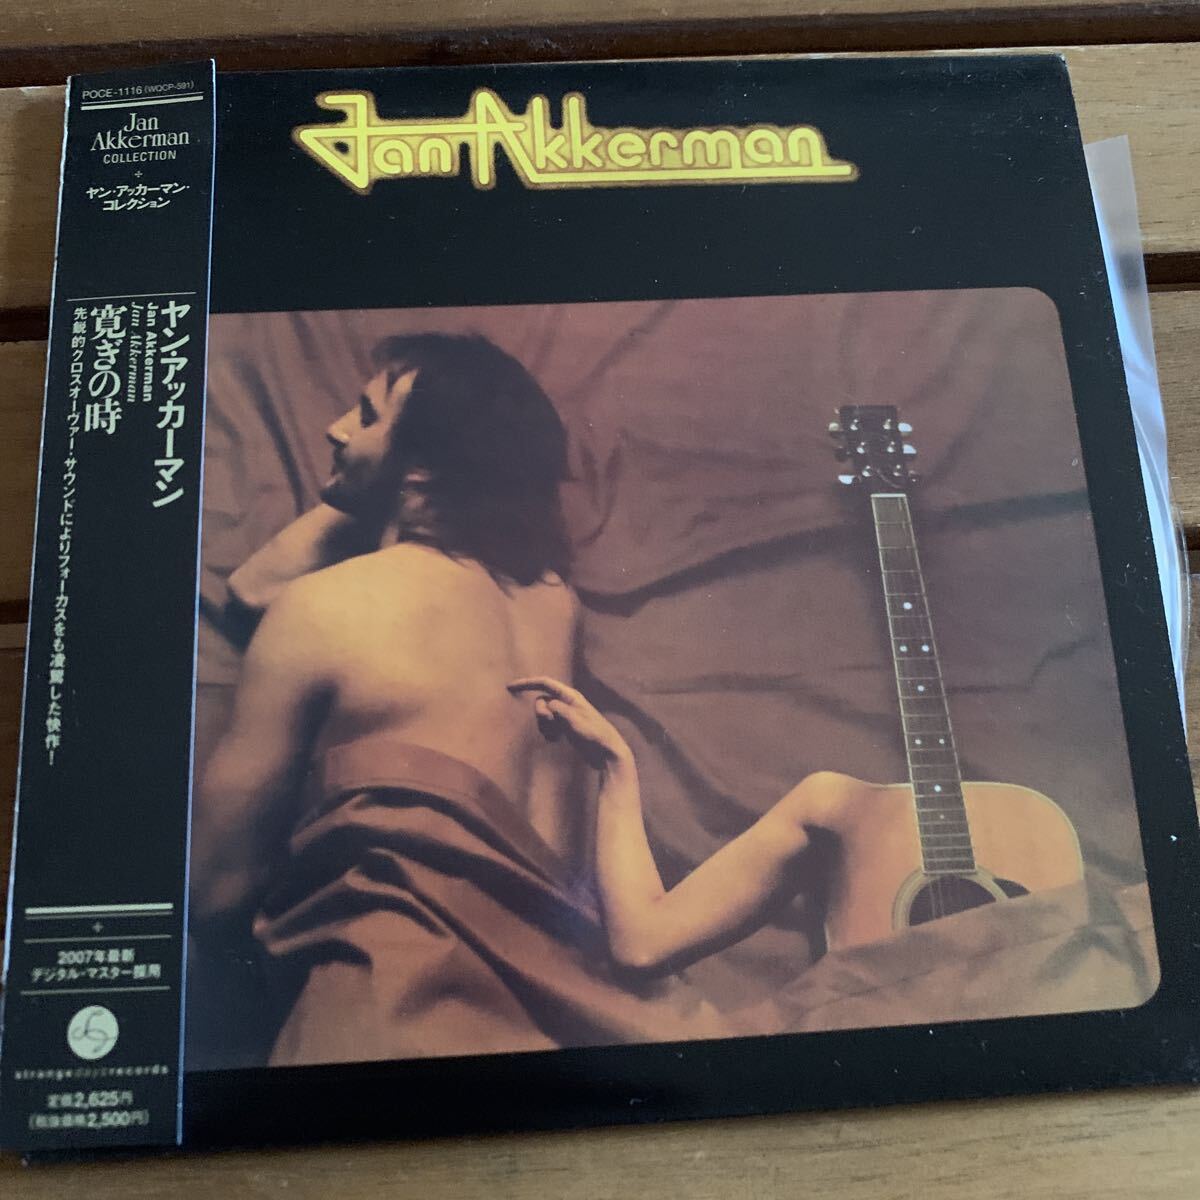 POCE-1116 (WQCP-591)
Jan
Akkerman
COLLECTION
ヤン・アッカーマン・
コレクション
ヤン・アッカーマン
Jan Akkerman
Jan Akkerman
寛ぎの時
先鋭的クロスオーヴァー・サウンドによりフォーカスをも凌駕した快作!
2007年最新
デジタル・マスター採用
strange days records
定価2,625円
(税抜価格2,500円)
Jan Akkerman